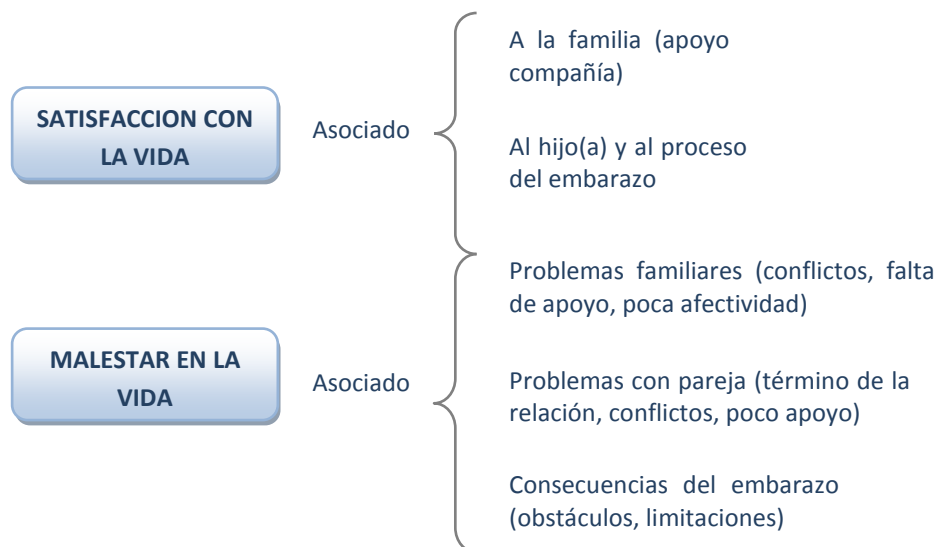 SATISFACCION CON
LA VIDA
Asociado
A la familia (apoyo
compañía)
Al hijo(a) y al proceso
del embarazo
MALESTAR EN LA
VIDA
Asociado
Problemas familiares (conflictos, falta
de apoyo, poca afectividad)
Problemas con pareja (término de la
relación, conflictos, poco apoyo)
Consecuencias del embarazo
(obstáculos, limitaciones)